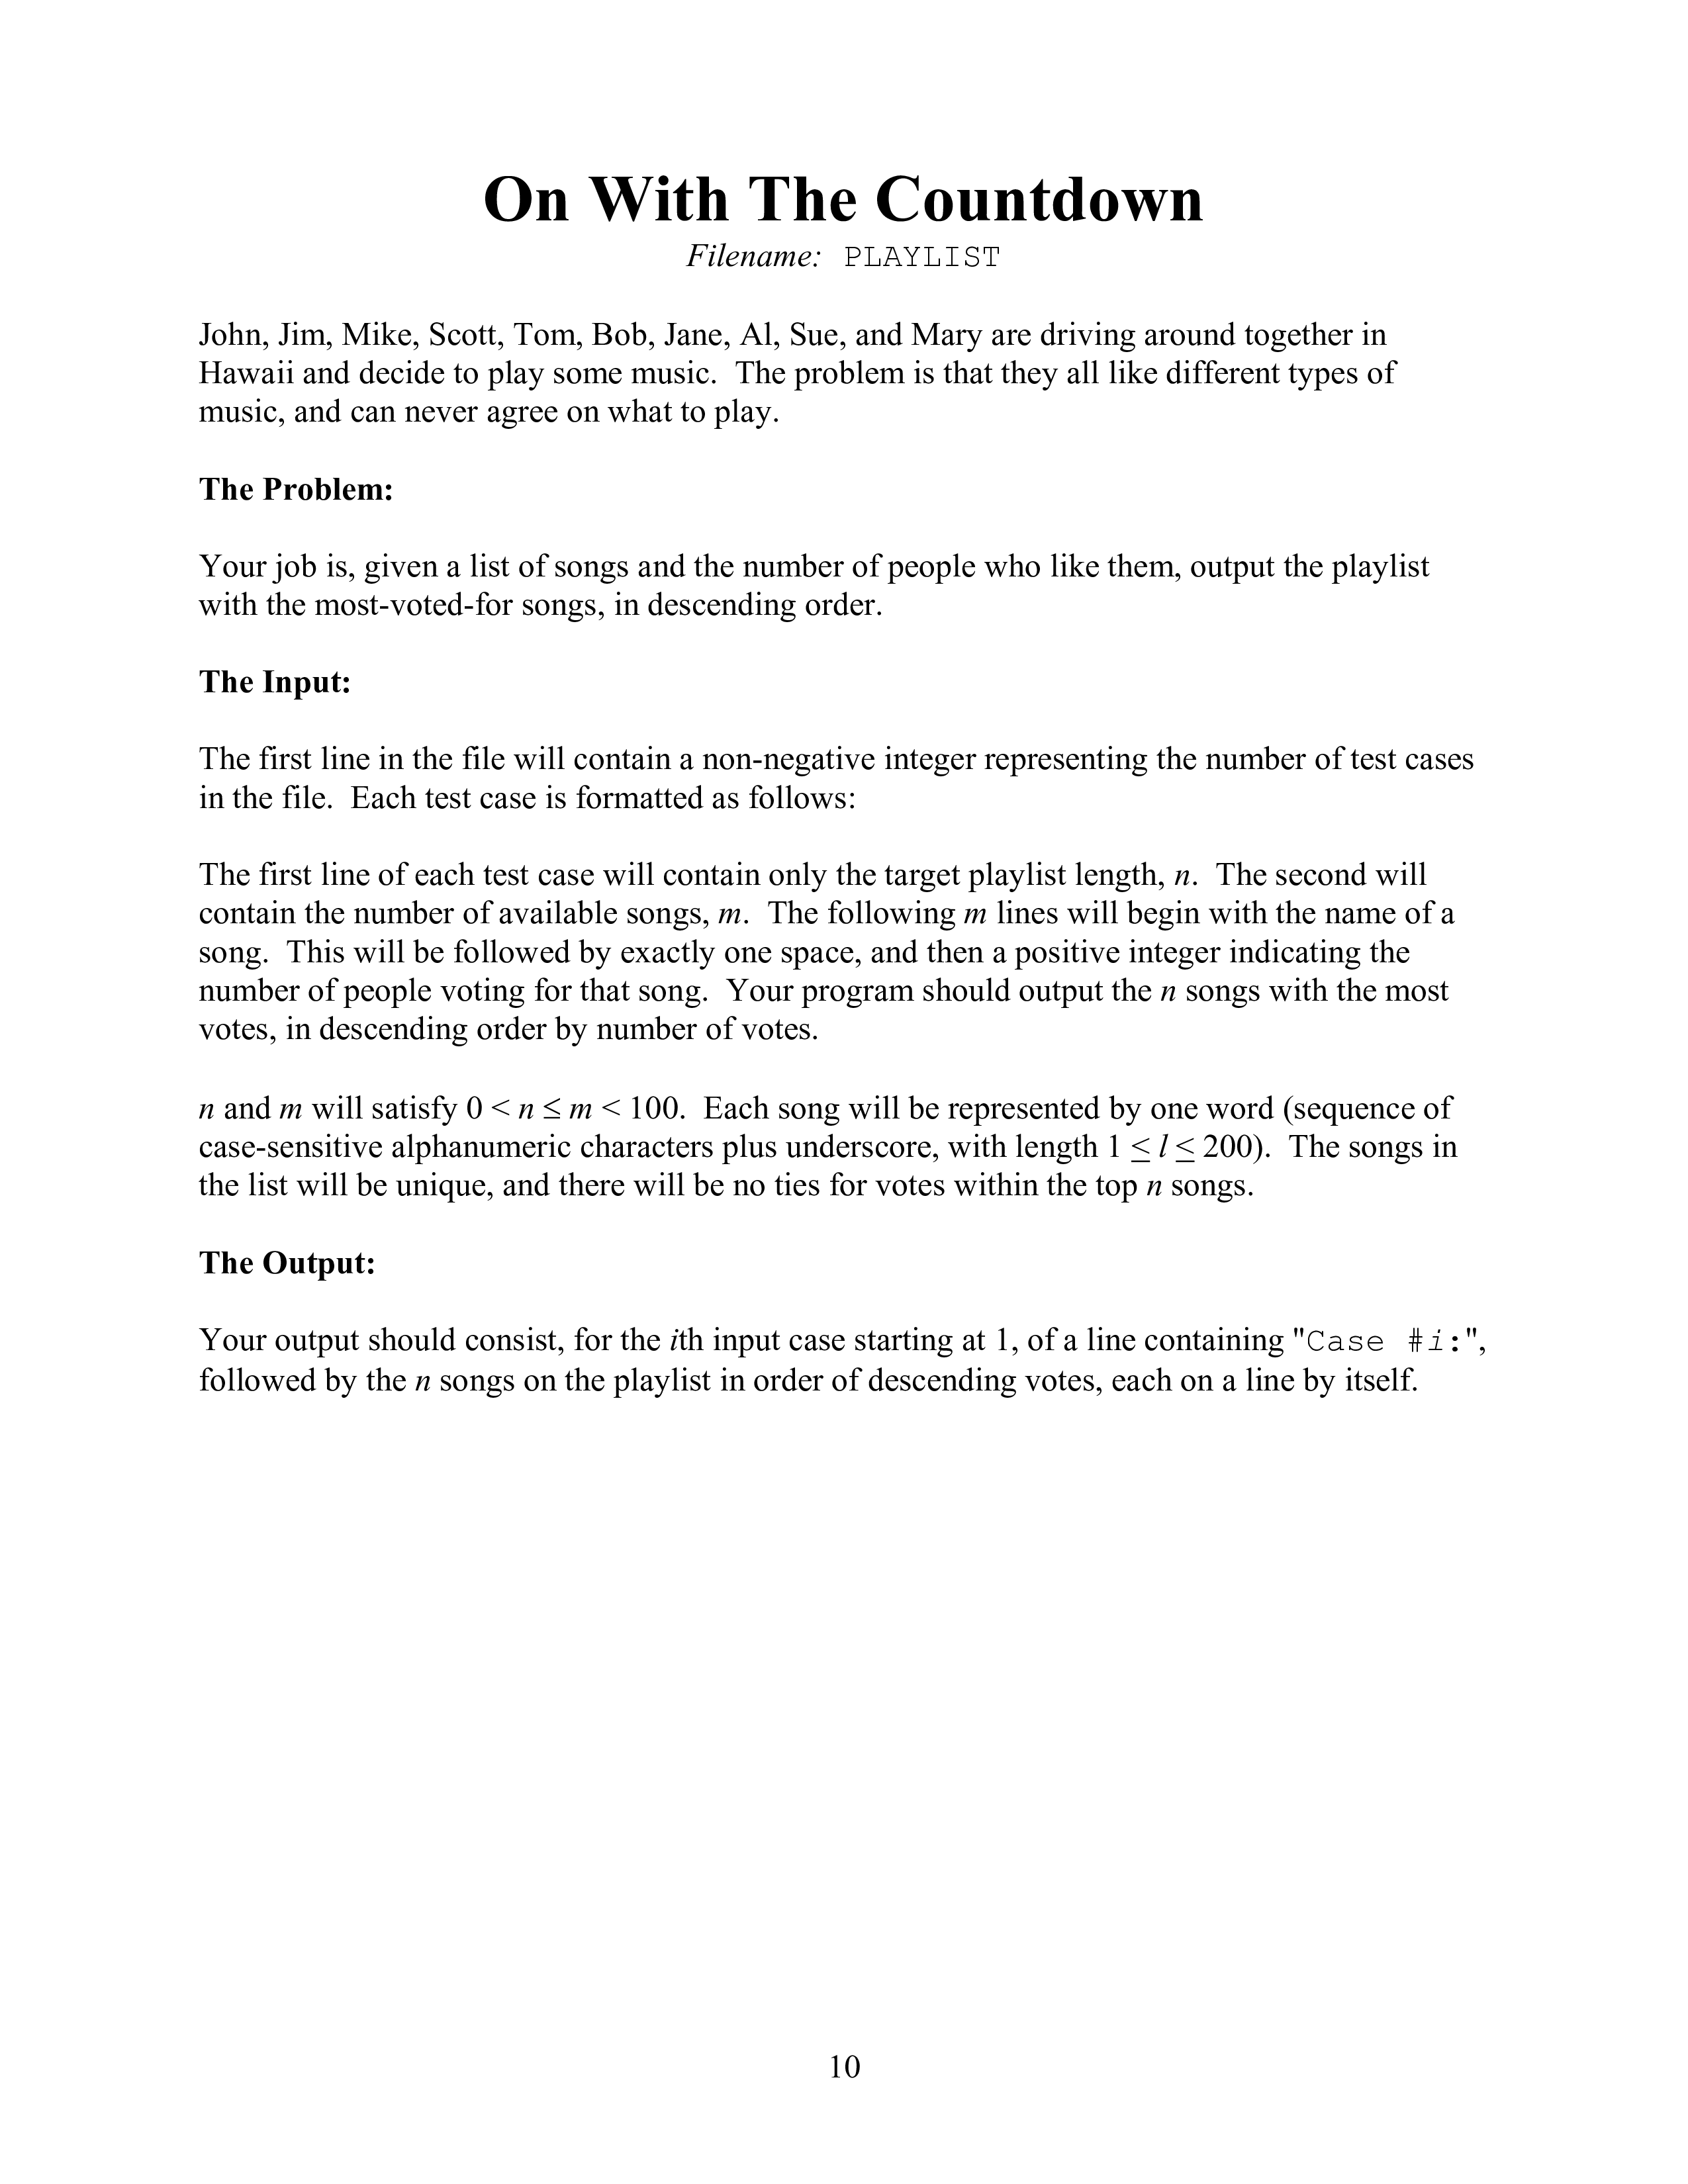 On With The Countdown
Filename: PLAYLIST
John, Jim, Mike, Scott, Tom, Bob, Jane, Al, Sue, and Mary are driving around together in
Hawaii and decide to play some music. The problem is that they all like different types of
music, and can never agree on what to play.
The Problem:
Your job is, given a list of songs and the number of people who like them, output the playlist
with the most-voted-for songs, in descending order.
The Input:
The first line in the file will contain a non-negative integer representing the number of test cases
in the file. Each test case is formatted as follows:
The first line of each test case will contain only the target playlist length, n. The second will
contain the number of available songs, m. The following m lines will begin with the name of a
song. This will be followed by exactly one space, and then a positive integer indicating the
number of people voting for that song. Your program should output the n songs with the most
votes, in descending order by number of votes.
n and m will satisfy 0 < n ≤ m < 100. Each song will be represented by one word (sequence of
case-sensitive alphanumeric characters plus underscore, with length 1 ≤ l ≤ 200). The songs in
the list will be unique, and there will be no ties for votes within the top n songs.
The Output:
Your output should consist, for the ith input case starting at 1, of a line containing "Case #i:",
followed by the n songs on the playlist in order of descending votes, each on a line by itself.
10